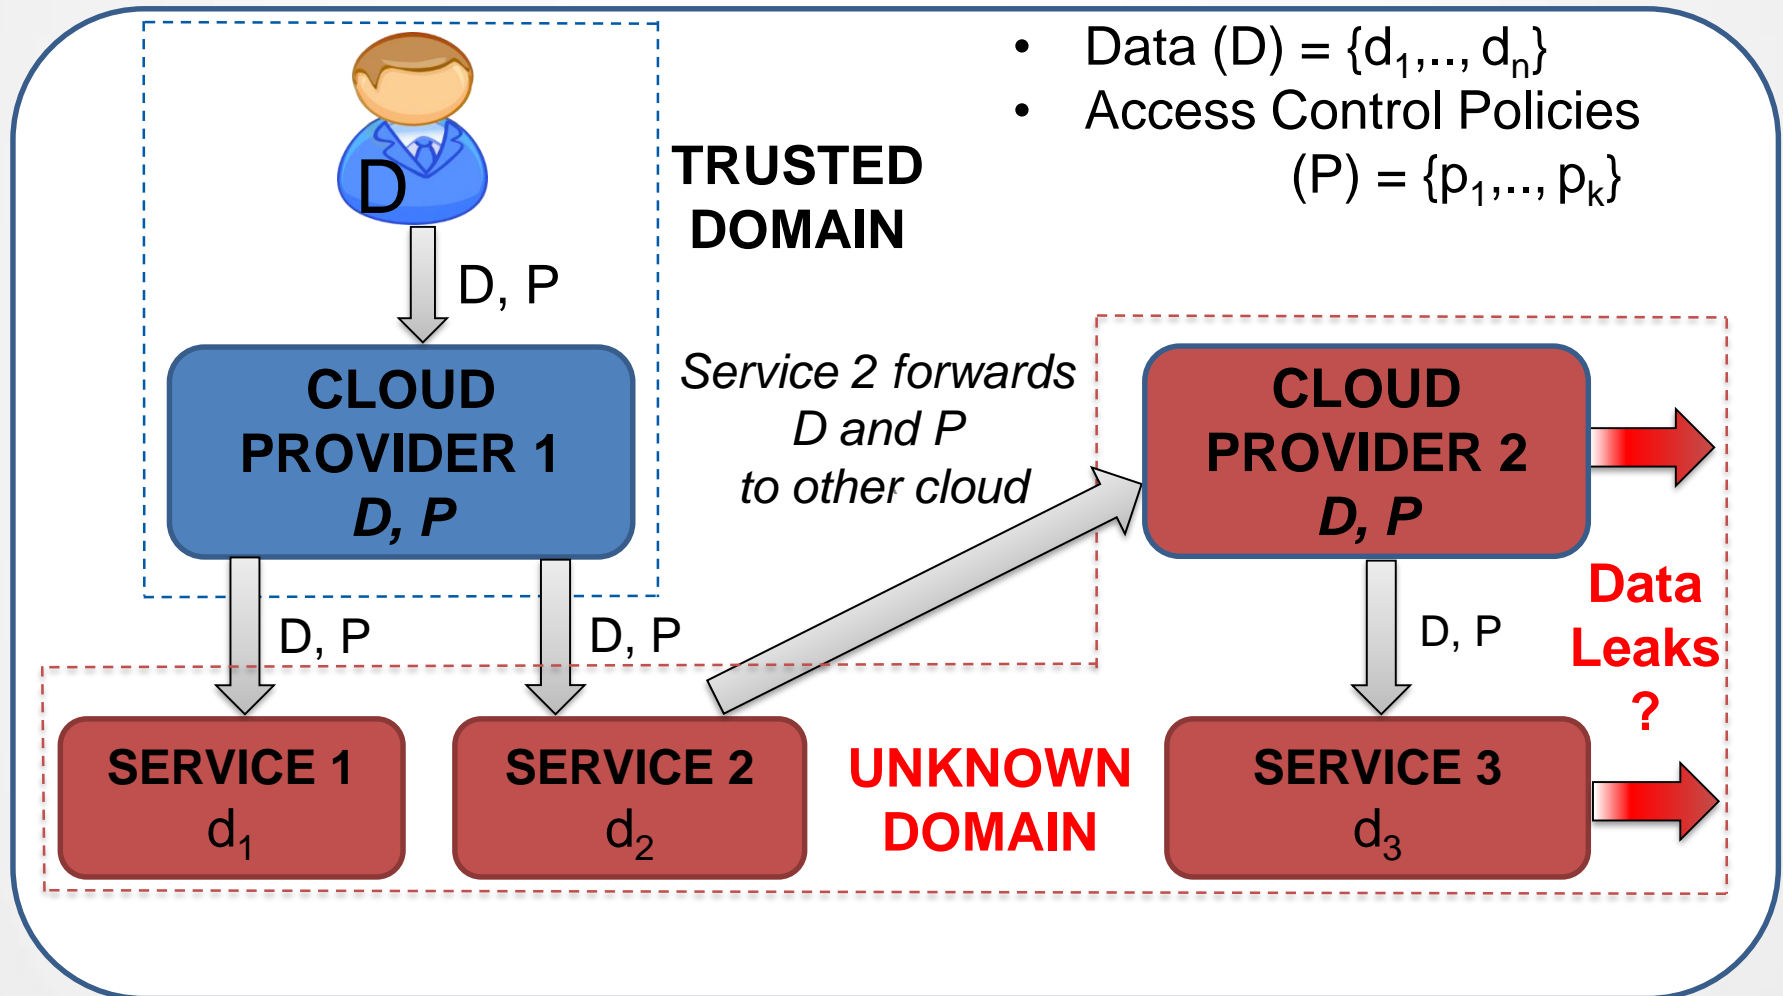 • Data (D) = {d₁,.., dₙ}
• Access Control Policies
(P) = {p₁,.., pₖ}
D
TRUSTED
DOMAIN
D, P
CLOUD
PROVIDER 1
D, P
Service 2 forwards
D and P
to other cloud
CLOUD
PROVIDER 2
D, P
D, P
D, P
D, P
Data
Leaks
?
SERVICE 1
d₁
SERVICE 2
d₂
UNKNOWN
DOMAIN
SERVICE 3
d₃